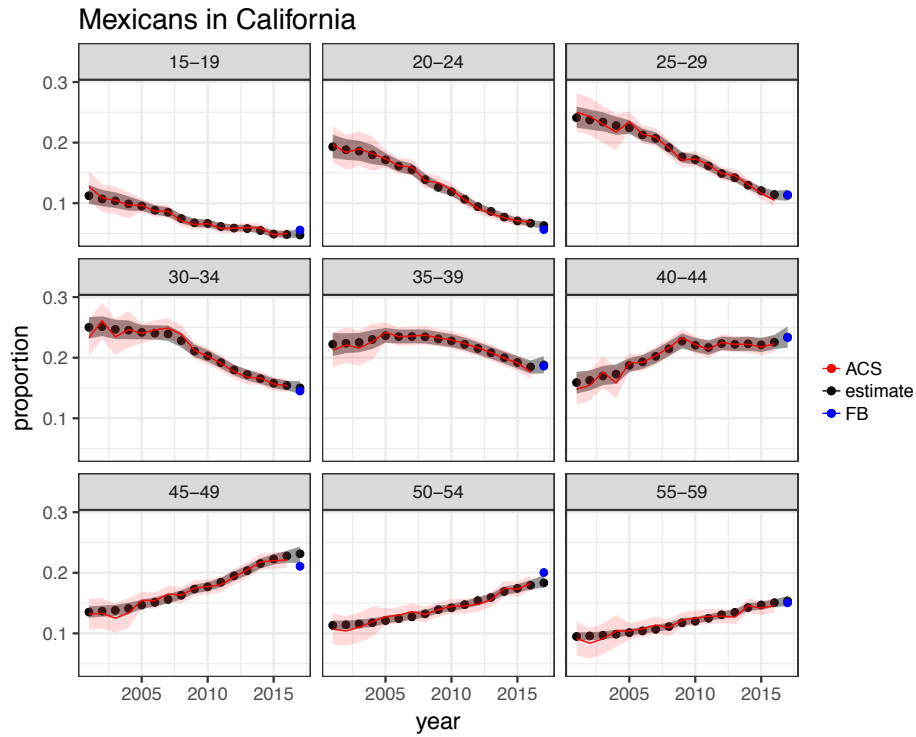 Mexicans in California
15−19 20−24 25−29
0.3
0.2
0.1
30−34 35−39 40−44
0.3
0.2
0.1
45−49 50−54 55−59
0.3
0.2
0.1
2005 2010 2015 2005 2010 2015 2005 2010 2015
year
proportion
ACS
estimate
FB